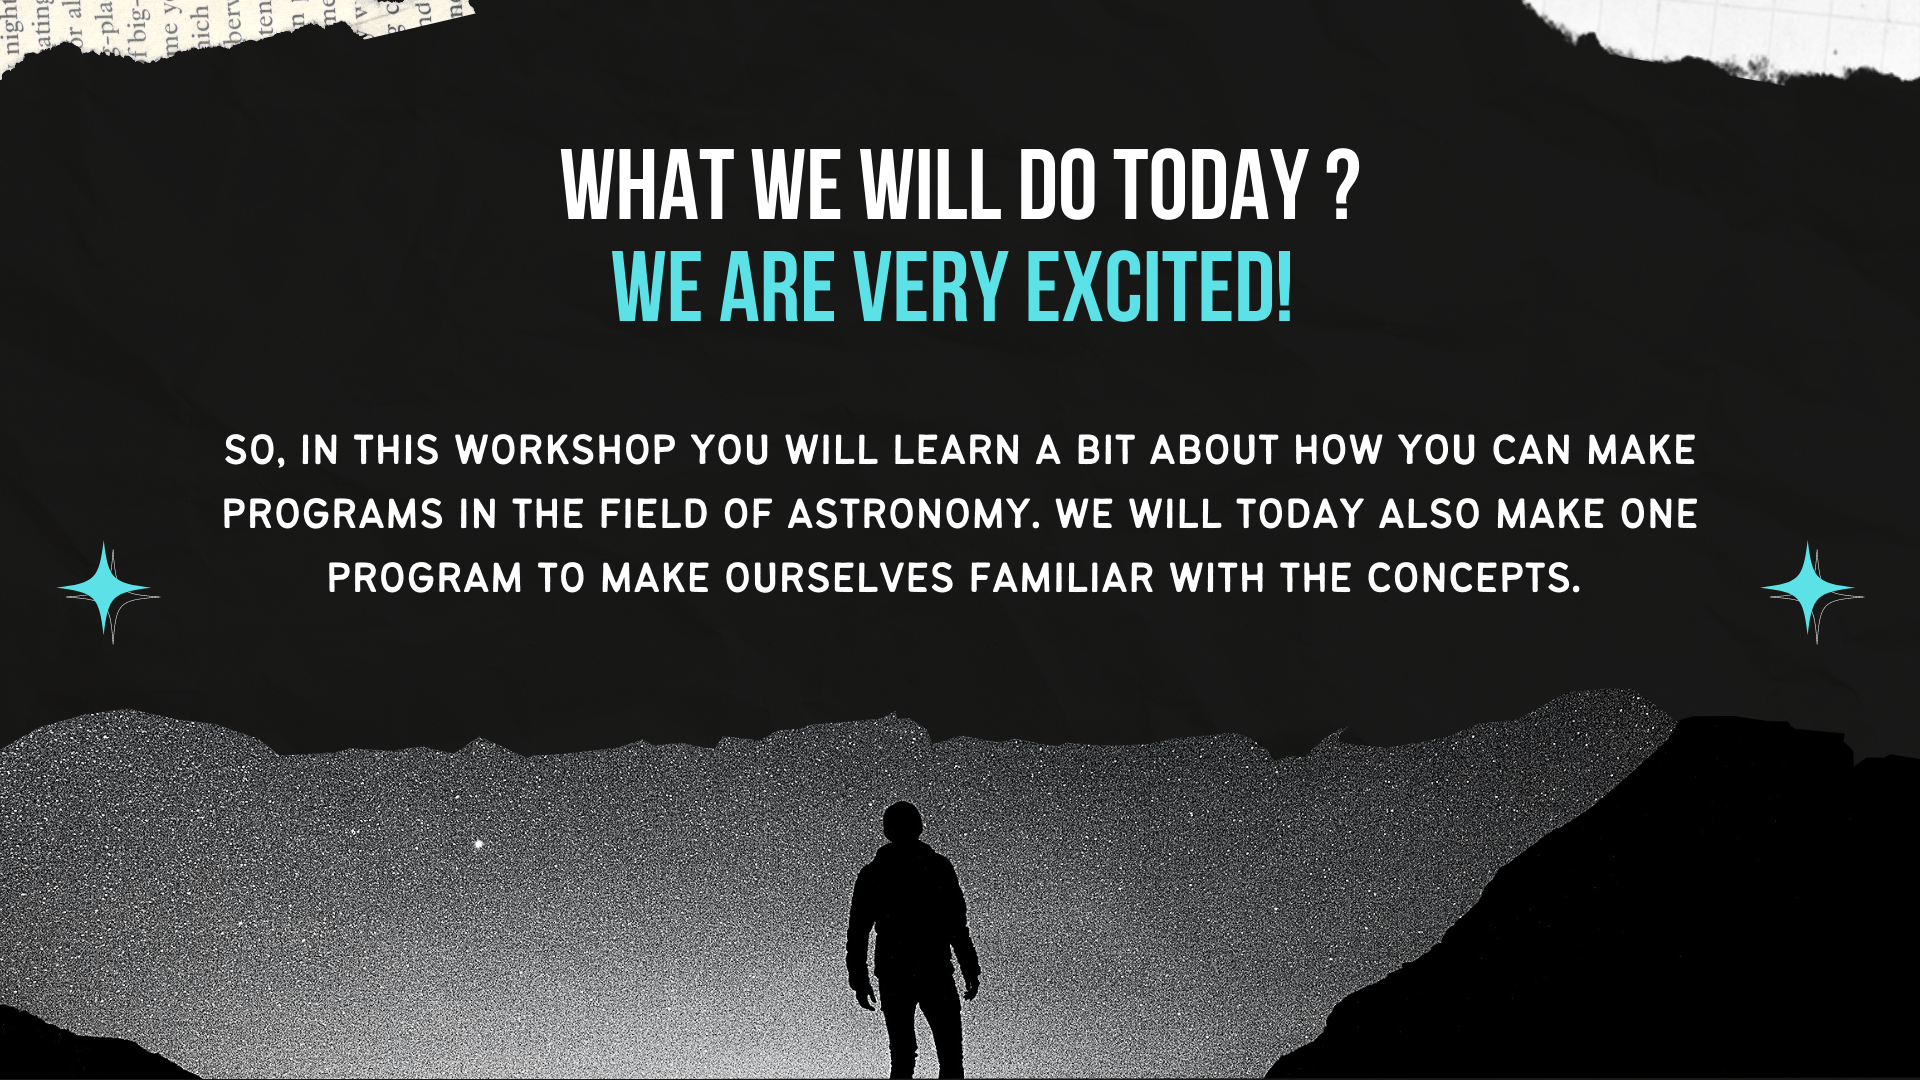 WHAT WE WILL DO TODAY ?
WE ARE VERY EXCITED!
SO, IN THIS WORKSHOP YOU WILL LEARN A BIT ABOUT HOW YOU CAN MAKE
PROGRAMS IN THE FIELD OF ASTRONOMY. WE WILL TODAY ALSO MAKE ONE
PROGRAM TO MAKE OURSELVES FAMILIAR WITH THE CONCEPTS.